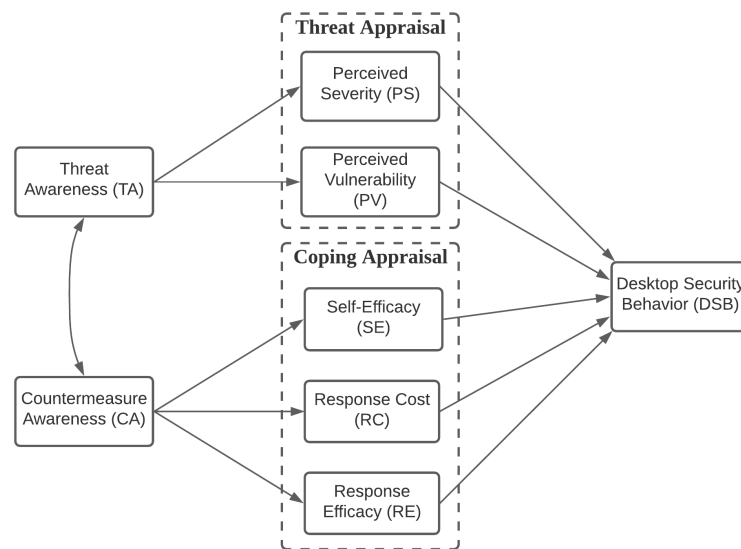 Threat Appraisal
Perceived
Severity (PS)
Perceived
Vulnerability
(PV)
Threat
Awareness (TA)
Coping Appraisal
Self-Efficacy
(SE)
Response Cost
(RC)
Response
Efficacy (RE)
Countermeasure
Awareness (CA)
Desktop Security
Behavior (DSB)